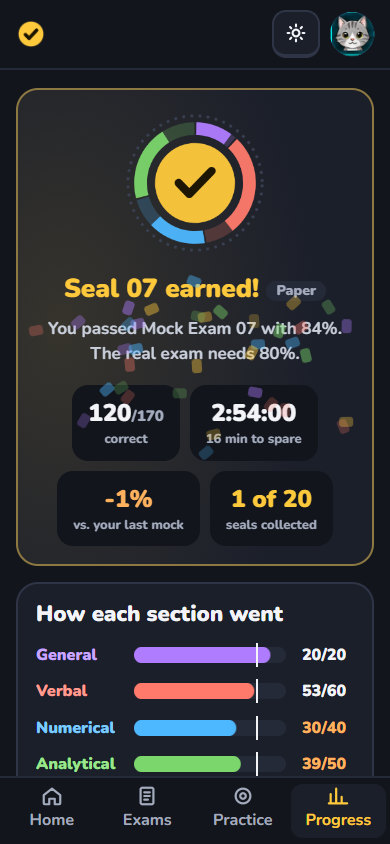 Seal 07 earned! Paper
You passed Mock Exam 07 with 84%.
The real exam needs 80%.
120/170
correct
2:54:00
16 min to spare
-1%
vs. your last mock
1 of 20
seals collected
How each section went
General 20/20
Verbal 53/60
Numerical 30/40
Analytical 39/50
Home
Exams
Practice
Progress